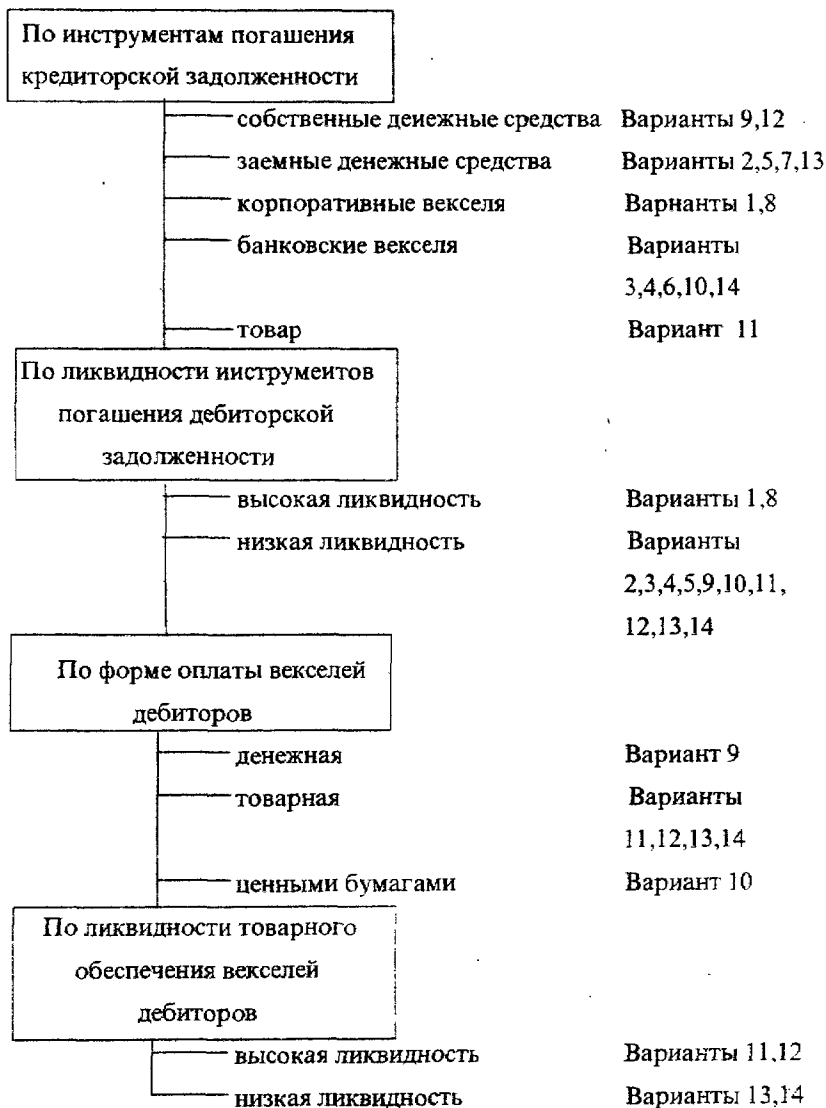 По инструментам погашения
кредиторской задолженности
собственные денежные средства Варианты 9,12
заемные денежные средства Варианты 2,5,7,13
корпоративные векселя Варианты 1,8
банковские векселя Варианты
3,4,6,10,14
товар Вариант 11
По ликвидности инструментов
погашения дебиторской
задолженности
высокая ликвидность Варианты 1,8
низкая ликвидность Варианты
2,3,4,5,9,10,11,
12,13,14
По форме оплаты векселей
дебиторов
денежная Вариант 9
товарная Варианты
11,12,13,14
ценными бумагами Вариант 10
По ликвидности товарного
обеспечения векселей
дебиторов
высокая ликвидность Варианты 11,12
низкая ликвидность Варианты 13,14